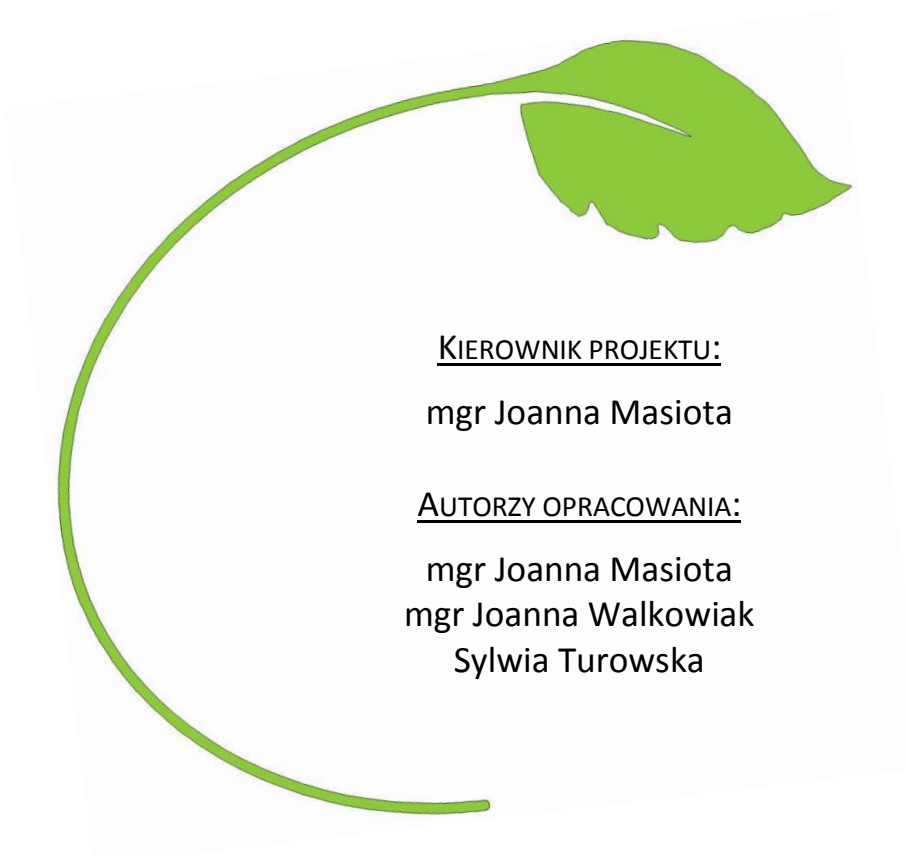 KIEROWNIK PROJEKTU:
mgr Joanna Masiota
AUTORZY OPRACOWANIA:
mgr Joanna Masiota
mgr Joanna Walkowiak
Sylwia Turowska